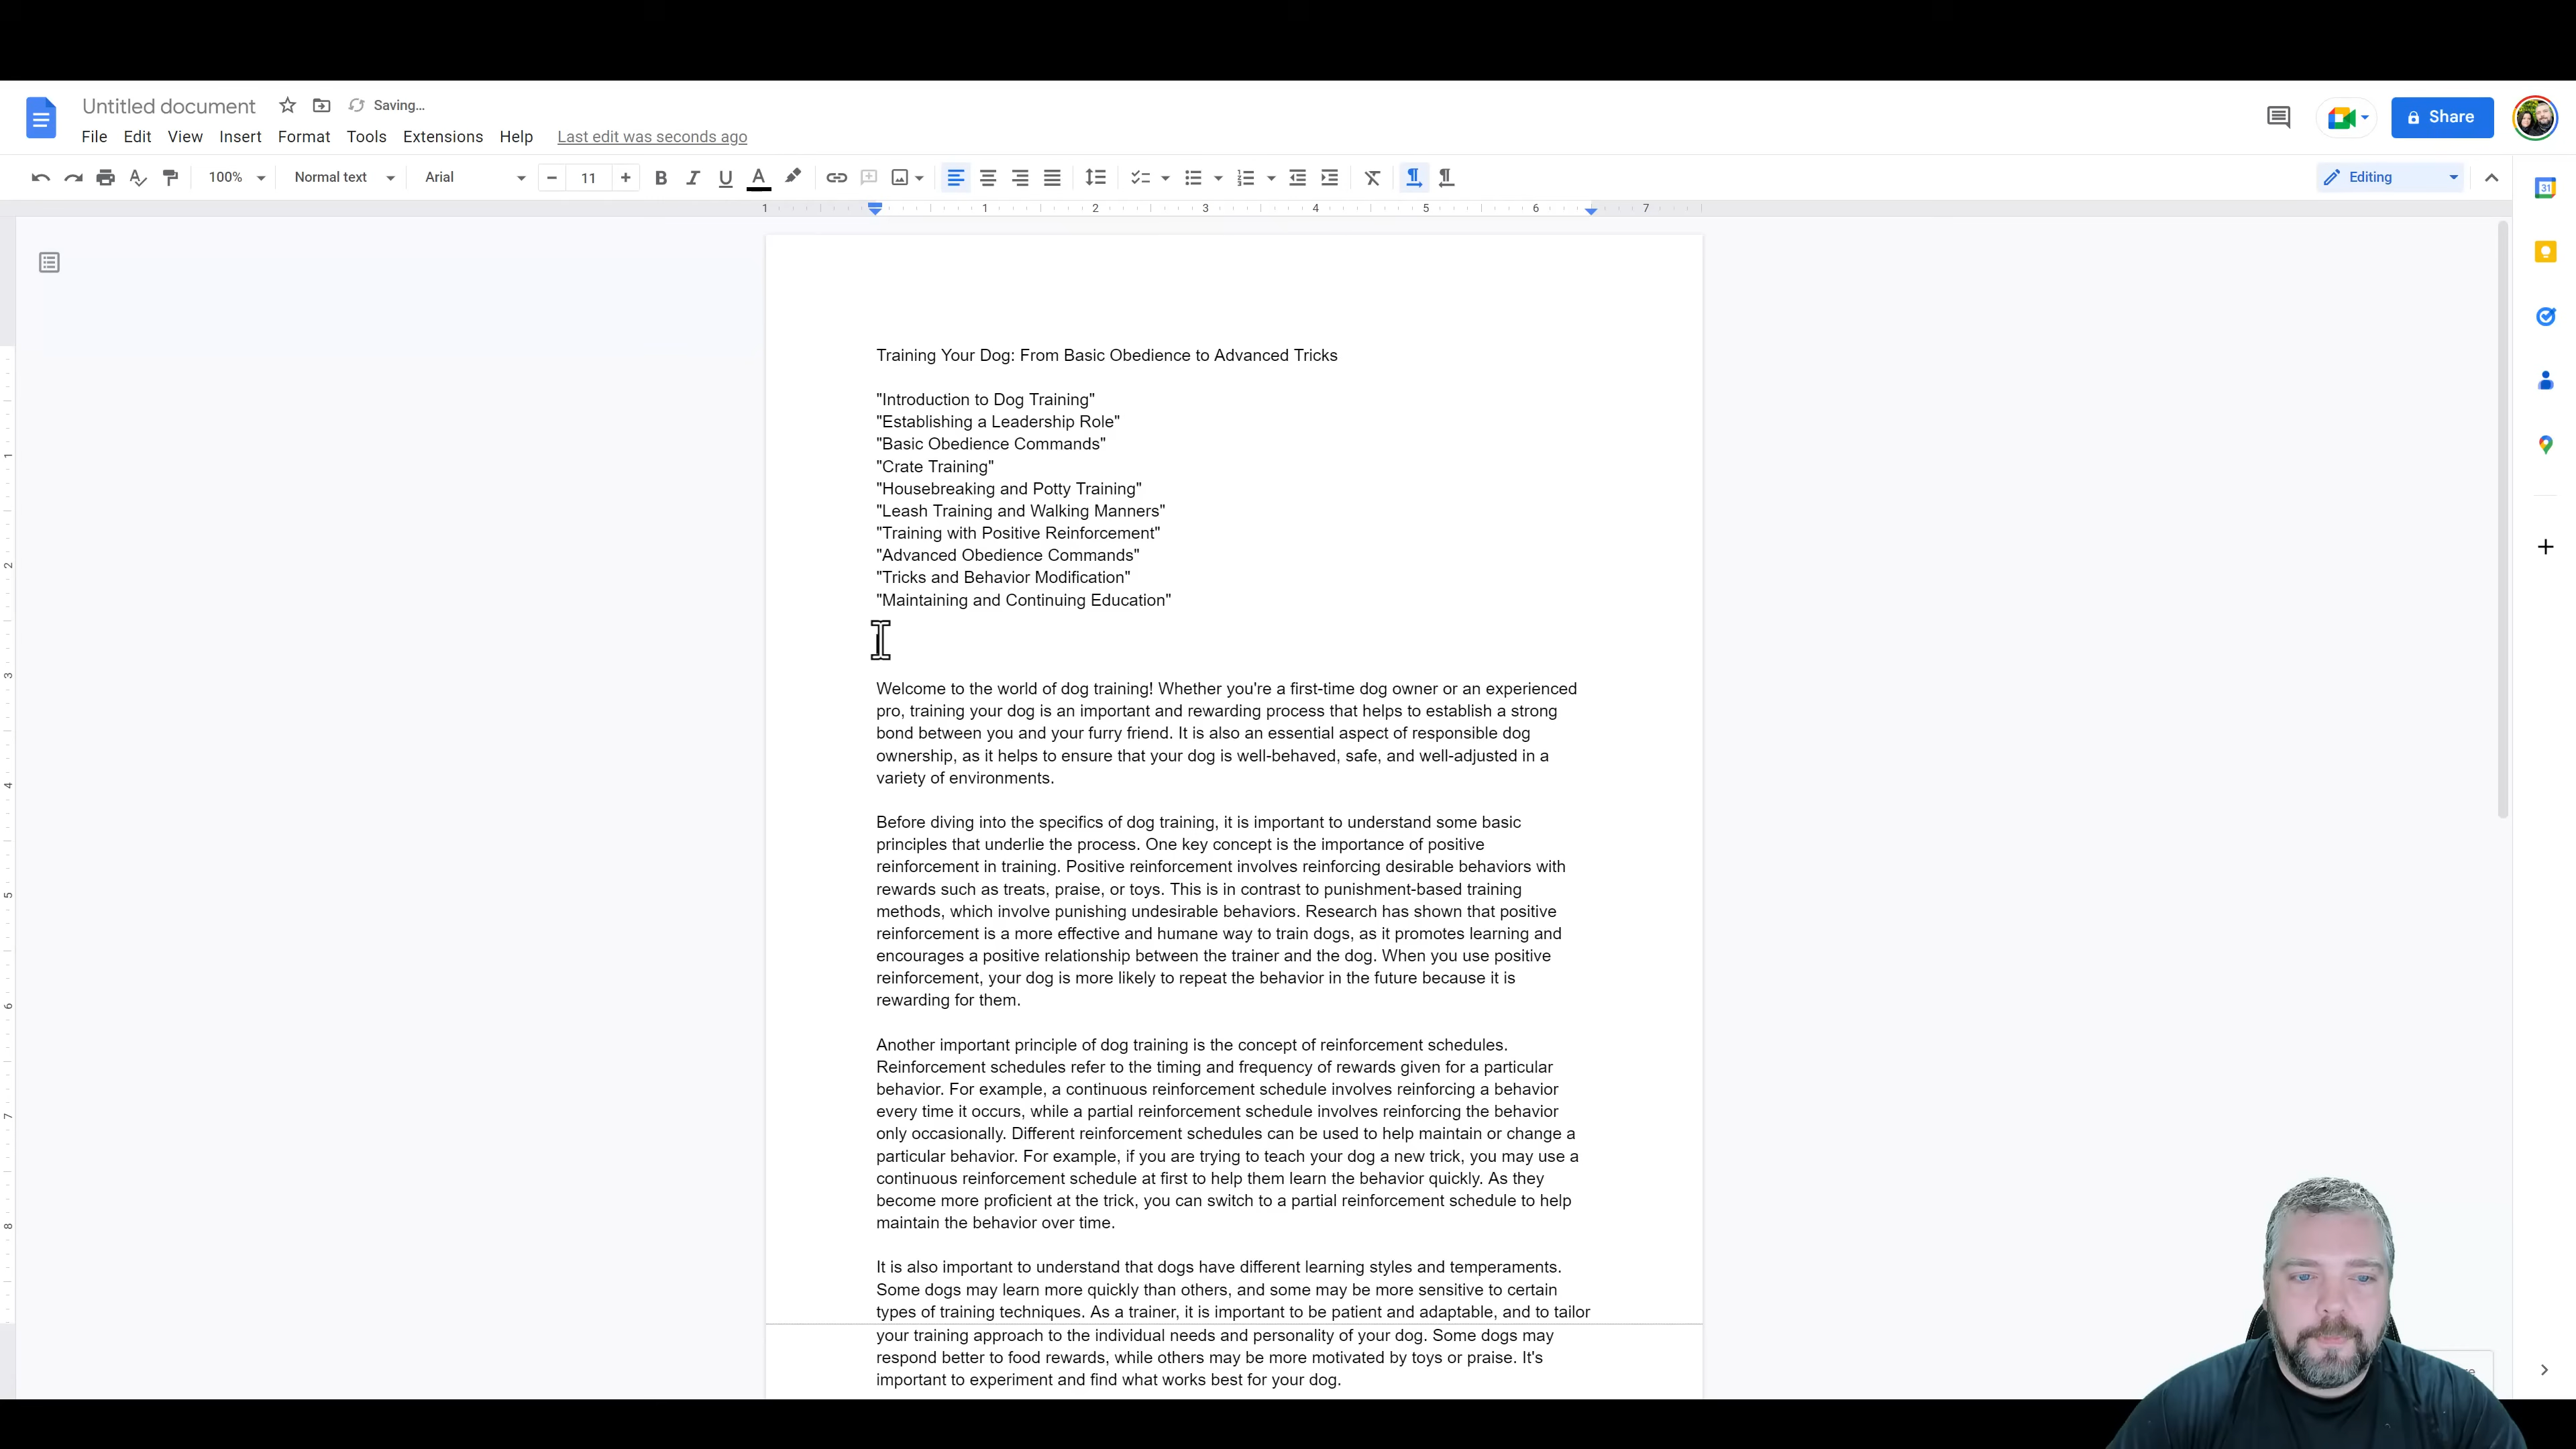 Untitled document Saving...
File Edit View Insert Format Tools Extensions Help Last edit was seconds ago
Share
100% Normal text Arial 11 Editing
1 1 2 3 4 5 6 7
Training Your Dog: From Basic Obedience to Advanced Tricks
"Introduction to Dog Training"
"Establishing a Leadership Role"
"Basic Obedience Commands"
"Crate Training"
"Housebreaking and Potty Training"
"Leash Training and Walking Manners"
"Training with Positive Reinforcement"
"Advanced Obedience Commands"
"Tricks and Behavior Modification"
"Maintaining and Continuing Education"
Welcome to the world of dog training! Whether you're a first-time dog owner or an experienced
pro, training your dog is an important and rewarding process that helps to establish a strong
bond between you and your furry friend. It is also an essential aspect of responsible dog
ownership, as it helps to ensure that your dog is well-behaved, safe, and well-adjusted in a
variety of environments.
Before diving into the specifics of dog training, it is important to understand some basic
principles that underlie the process. One key concept is the importance of positive
reinforcement in training. Positive reinforcement involves reinforcing desirable behaviors with
rewards such as treats, praise, or toys. This is in contrast to punishment-based training
methods, which involve punishing undesirable behaviors. Research has shown that positive
reinforcement is a more effective and humane way to train dogs, as it promotes learning and
encourages a positive relationship between the trainer and the dog. When you use positive
reinforcement, your dog is more likely to repeat the behavior in the future because it is
rewarding for them.
Another important principle of dog training is the concept of reinforcement schedules.
Reinforcement schedules refer to the timing and frequency of rewards given for a particular
behavior. For example, a continuous reinforcement schedule involves reinforcing a behavior
every time it occurs, while a partial reinforcement schedule involves reinforcing the behavior
only occasionally. Different reinforcement schedules can be used to help maintain or change a
particular behavior. For example, if you are trying to teach your dog a new trick, you may use a
continuous reinforcement schedule at first to help them learn the behavior quickly. As they
become more proficient at the trick, you can switch to a partial reinforcement schedule to help
maintain the behavior over time.
It is also important to understand that dogs have different learning styles and temperaments.
Some dogs may learn more quickly than others, and some may be more sensitive to certain
types of training techniques. As a trainer, it is important to be patient and adaptable, and to tailor
your training approach to the individual needs and personality of your dog. Some dogs may
respond better to food rewards, while others may be more motivated by toys or praise. It's
important to experiment and find what works best for your dog.
1
2
3
4
5
6
7
8
31